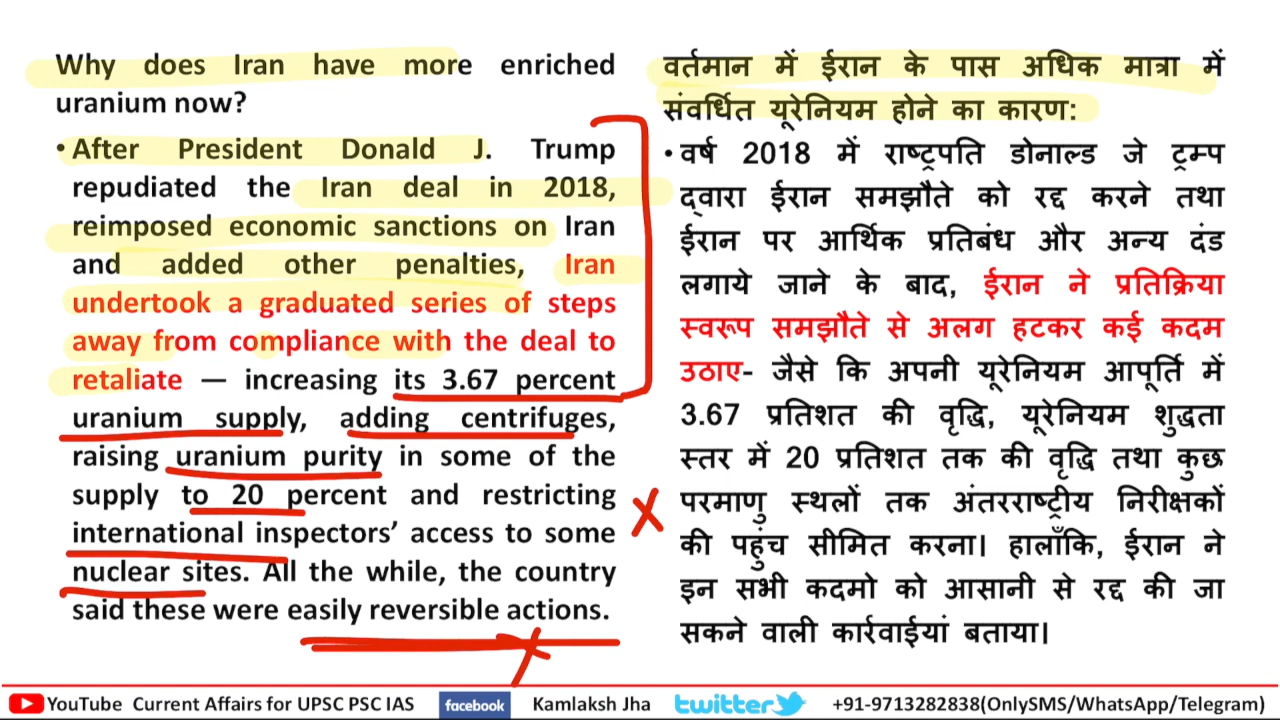 Why does Iran have more enriched
uranium now?
• After President Donald J. Trump
repudiated the Iran deal in 2018,
reimposed economic sanctions on Iran
and added other penalties, Iran
undertook a graduated series of steps
away from compliance with the deal to
retaliate — increasing its 3.67 percent
uranium supply, adding centrifuges,
raising uranium purity in some of the
supply to 20 percent and restricting
international inspectors’ access to some
nuclear sites. All the while, the country
said these were easily reversible actions.
वर्तमान में ईरान के पास अधिक मात्रा में
संवर्धित यूरेनियम होने का कारण:
• वर्ष 2018 में राष्ट्रपति डोनाल्ड जे ट्रम्प
द्वारा ईरान समझौते को रद्द करने तथा
ईरान पर आर्थिक प्रतिबंध और अन्य दंड
लगाये जाने के बाद, ईरान ने प्रतिक्रिया
स्वरूप समझौते से अलग हटकर कई कदम
उठाए- जैसे कि अपनी यूरेनियम आपूर्ति में
3.67 प्रतिशत की वृद्धि, यूरेनियम शुद्धता
स्तर में 20 प्रतिशत तक की वृद्धि तथा कुछ
परमाणु स्थलों तक अंतरराष्ट्रीय निरीक्षकों
की पहुंच सीमित करना। हालाँकि, ईरान ने
इन सभी कदमो को आसानी से रद्द की जा
सकने वाली कार्रवाईयां बताया।
YouTube Current Affairs for UPSC PSC IAS facebook Kamlaksh Jha twitter +91-9713282838(OnlySMS/WhatsApp/Telegram)